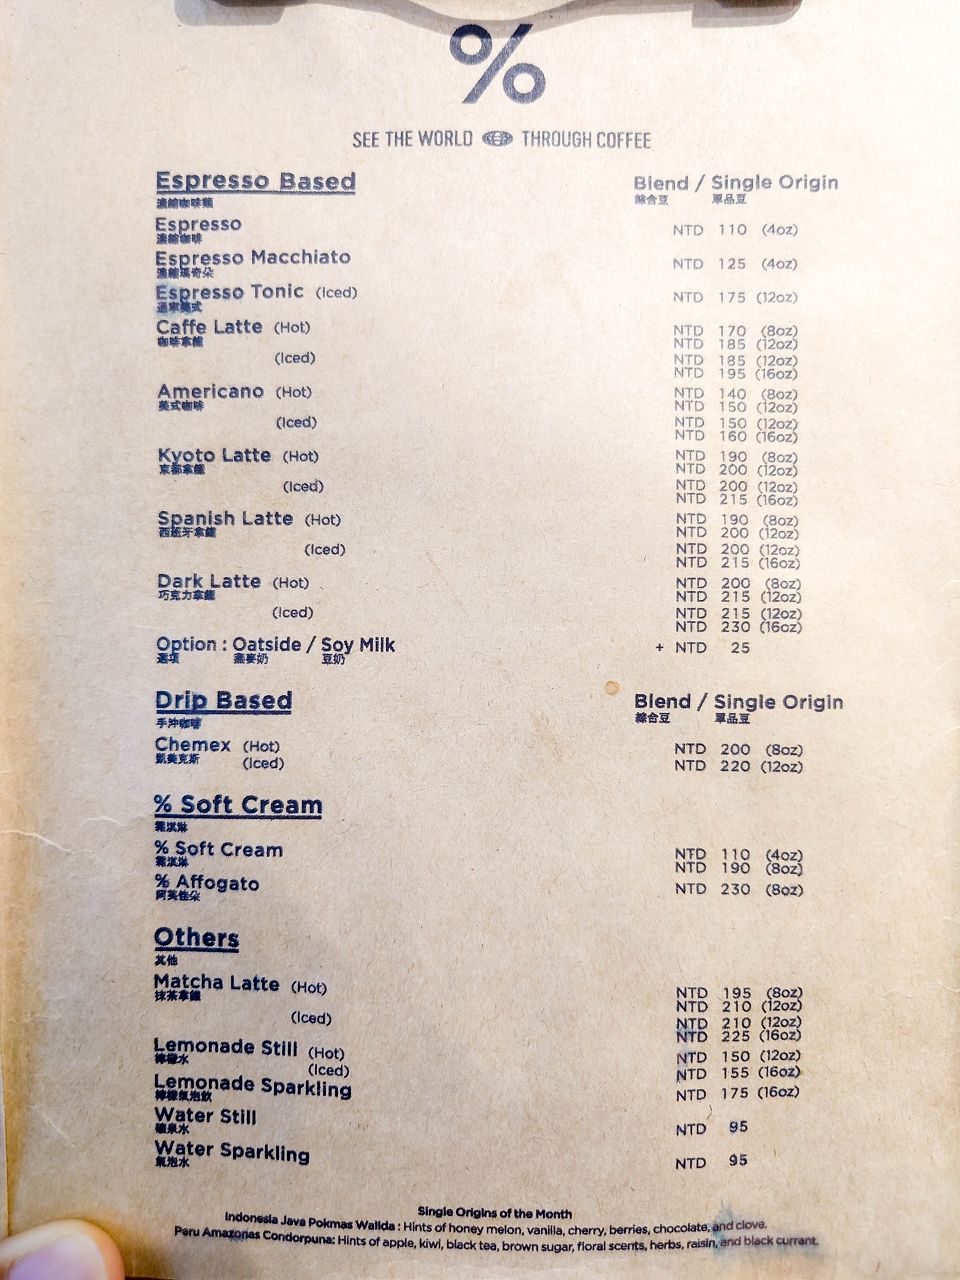 %
SEE THE WORLD THROUGH COFFEE
Espresso Based Blend / Single Origin
濃縮咖啡類 綜合豆 單品豆
Espresso NTD 110 (4oz)
濃縮咖啡
Espresso Macchiato NTD 125 (4oz)
濃縮瑪奇朵
Espresso Tonic (Iced) NTD 175 (12oz)
通寧義式
Caffe Latte (Hot) NTD 170 (8oz)
咖啡拿鐵 NTD 185 (12oz)
(Iced) NTD 185 (12oz)
NTD 195 (16oz)
Americano (Hot) NTD 140 (8oz)
美式咖啡 NTD 150 (12oz)
(Iced) NTD 150 (12oz)
NTD 160 (16oz)
Kyoto Latte (Hot) NTD 190 (8oz)
京都拿鐵 NTD 200 (12oz)
(Iced) NTD 200 (12oz)
NTD 215 (16oz)
Spanish Latte (Hot) NTD 190 (8oz)
西班牙拿鐵 NTD 200 (12oz)
(Iced) NTD 200 (12oz)
NTD 215 (16oz)
Dark Latte (Hot) NTD 200 (8oz)
巧克力拿鐵 NTD 215 (12oz)
(Iced) NTD 215 (12oz)
NTD 230 (16oz)
Option : Oatside / Soy Milk + NTD 25
選項 燕麥奶 豆奶
Drip Based Blend / Single Origin
手沖咖啡 綜合豆 單品豆
Chemex (Hot) NTD 200 (8oz)
凱美克斯 (Iced) NTD 220 (12oz)
% Soft Cream
霜淇淋
% Soft Cream NTD 110 (4oz)
霜淇淋 NTD 190 (8oz)
% Affogato NTD 230 (8oz)
阿芙佳朵
Others
其他
Matcha Latte (Hot) NTD 195 (8oz)
抹茶拿鐵 NTD 210 (12oz)
(Iced) NTD 210 (12oz)
NTD 225 (16oz)
Lemonade Still (Hot) NTD 150 (12oz)
檸檬水 (Iced) NTD 155 (16oz)
Lemonade Sparkling NTD 175 (16oz)
檸檬氣泡飲
Water Still NTD 95
礦泉水
Water Sparkling NTD 95
氣泡水
Single Origins of the Month
Indonesia Java Pokmas Walida : Hints of honey melon, vanilla, cherry, berries, chocolate, and clove.
Peru Amazonas Condorpuna: Hints of apple, kiwi, black tea, brown sugar, floral scents, herbs, raisin, and black currant.